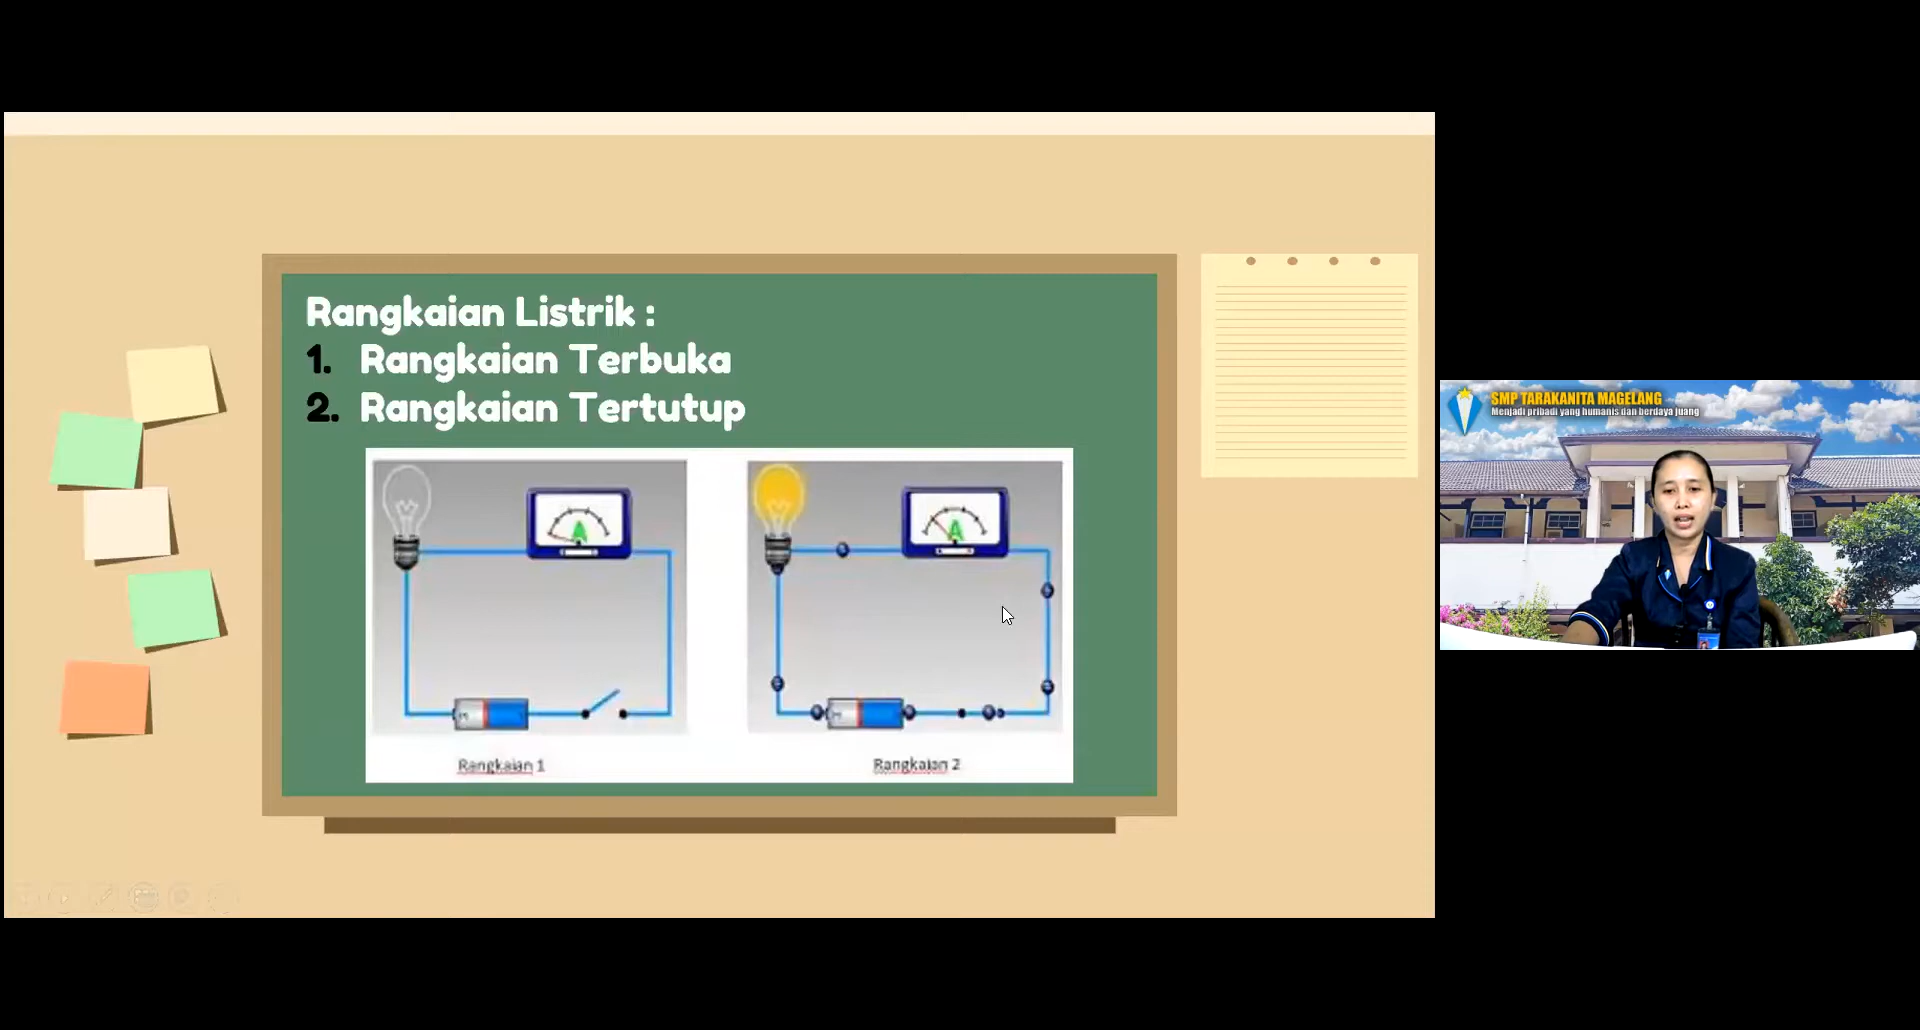 Rangkaian Listrik :
1. Rangkaian Terbuka
2. Rangkaian Tertutup
A
A
Rangkaian 1
Rangkaian 2
SMP TARAKANITA MAGELANG
Menjadi pribadi yang humanis dan berdaya juang